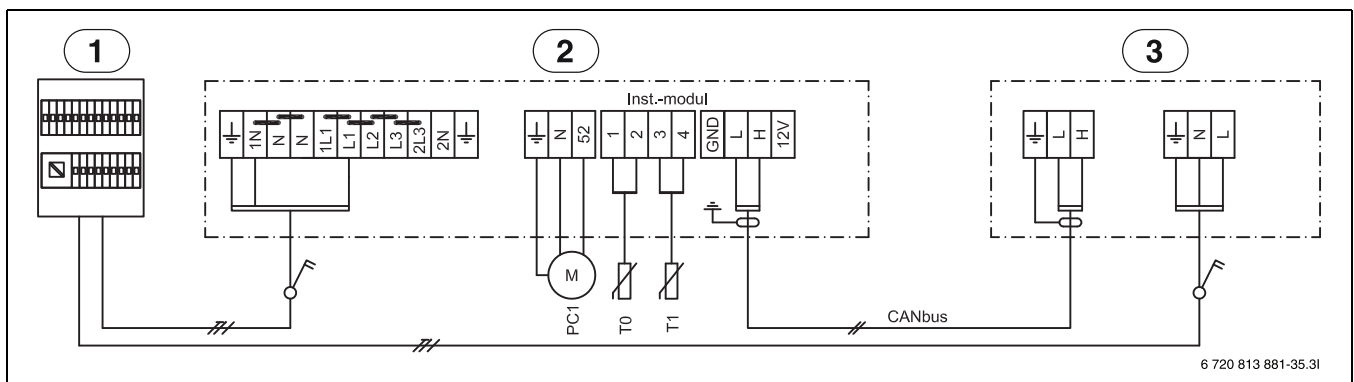 1 2 3
Inst.-modul
1N N N 1L1 L1 L2 L3 2L3 2N
N 52
1 2 3 4
GND L H 12V
L H
N L
M
PC1
T0
T1
CANbus
6 720 813 881-35.3I